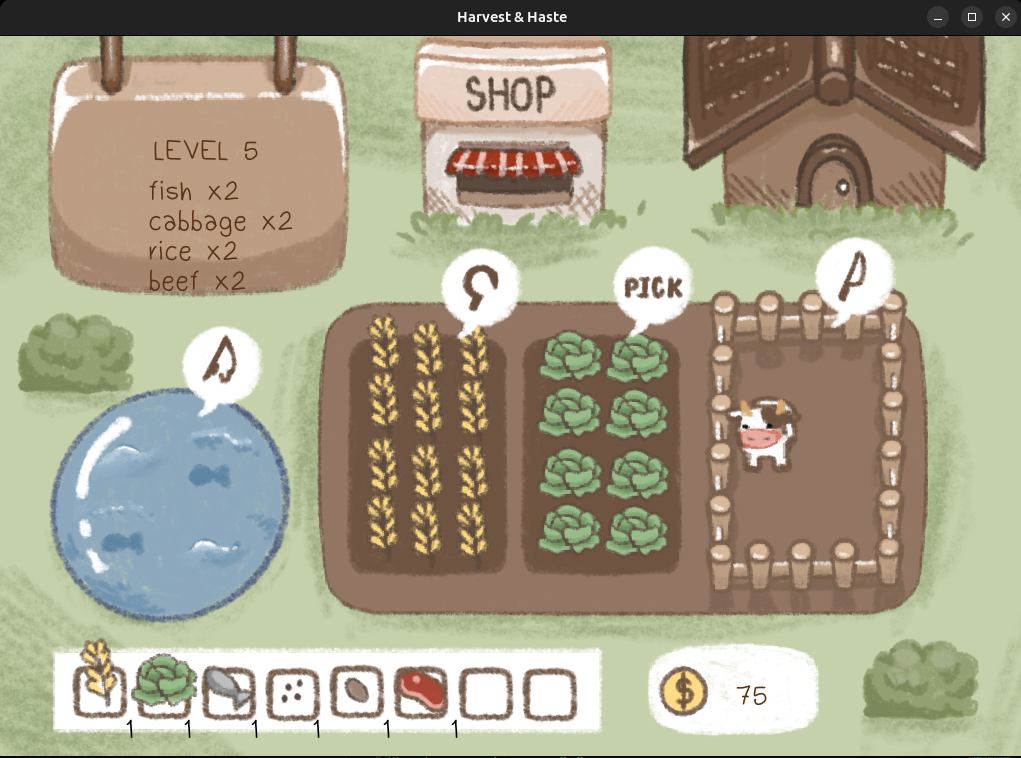 Harvest & Haste
SHOP
LEVEL 5
fish x2
cabbage x2
rice x2
beef x2
PICK
1 1 1 1 1 1
$ 75